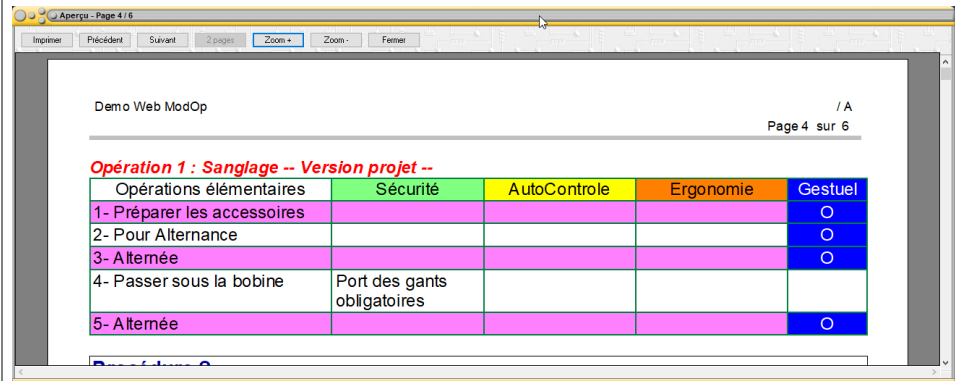 Aperçu - Page 4 / 6
Imprimer Précédent Suivant 2 pages Zoom + Zoom - Fermer
Demo Web ModOp / A
Page 4 sur 6
Opération 1 : Sanglage -- Version projet --
Opérations élémentaires Sécurité AutoControle Ergonomie Gestuel
1- Préparer les accessoires O
2- Pour Alternance O
3- Alternée O
4- Passer sous la bobine Port des gants
obligatoires
5- Alternée O